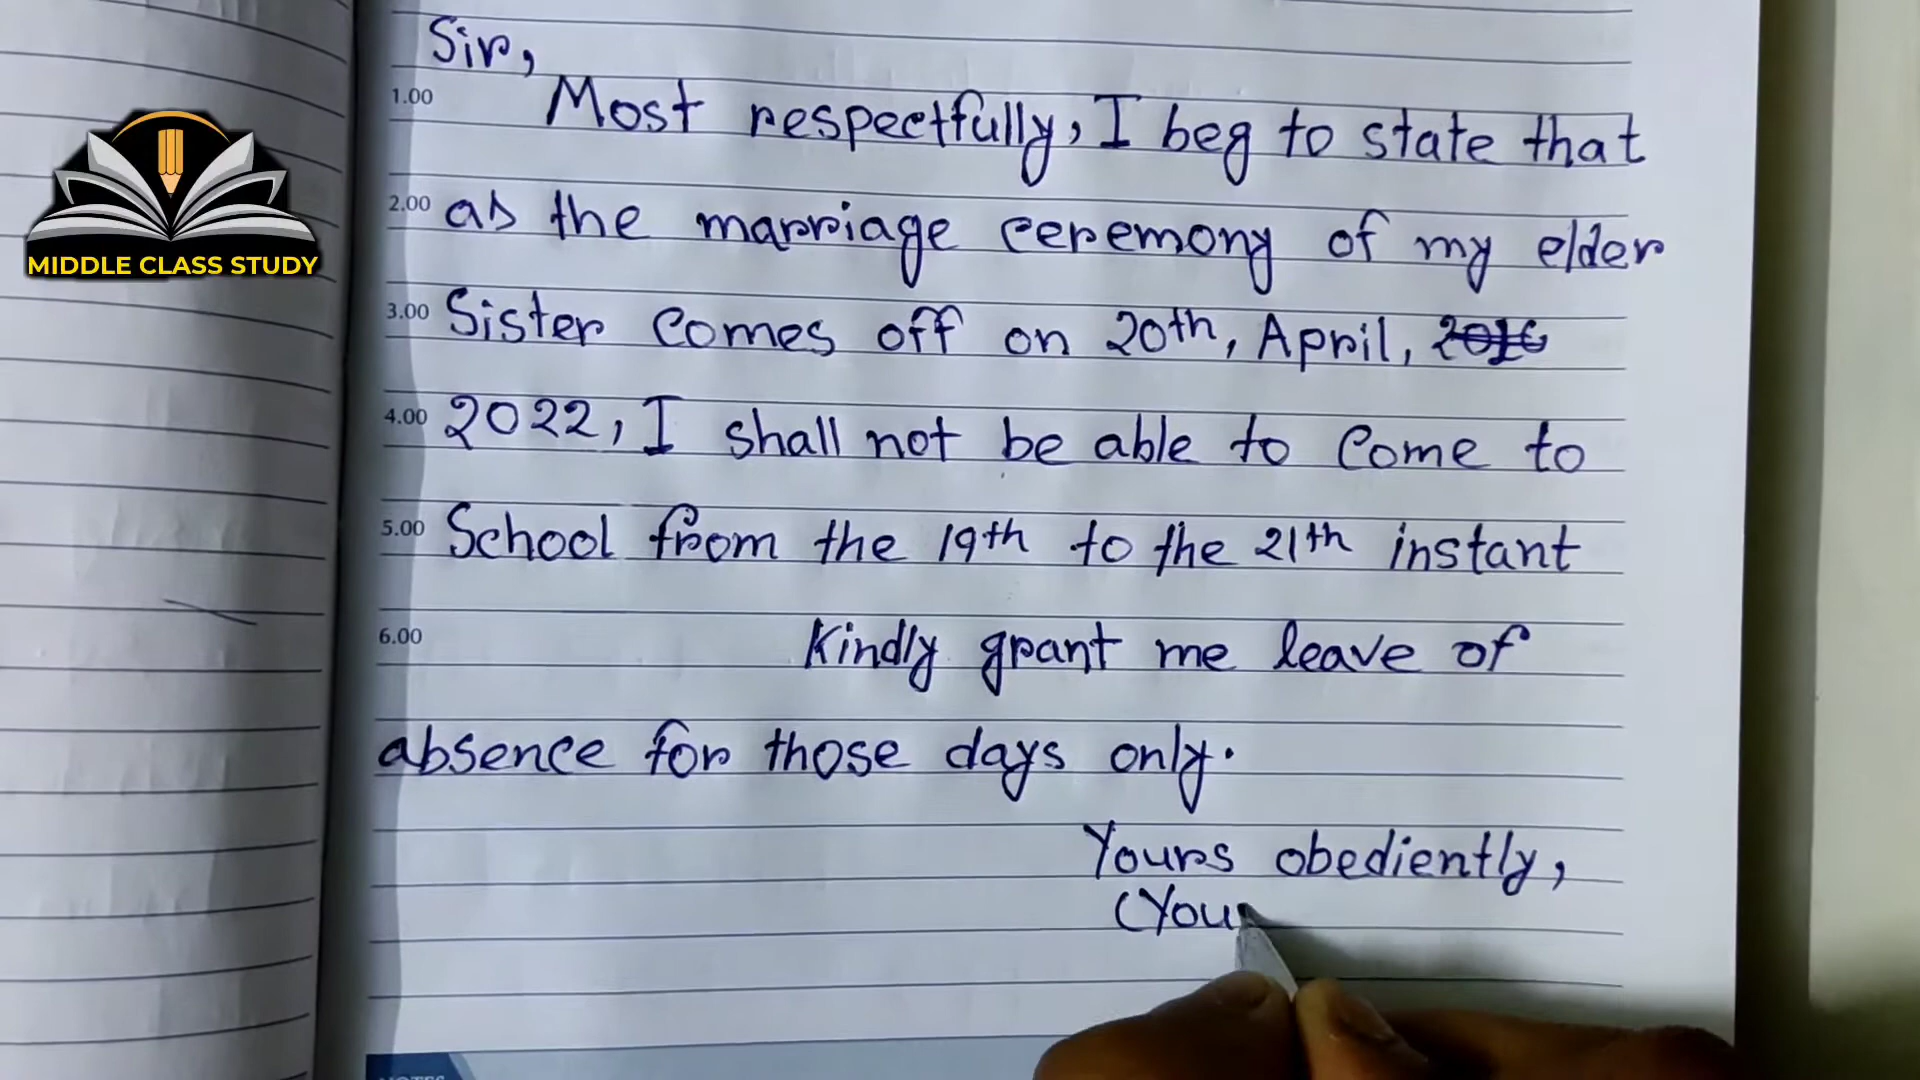 Sir,
1.00 Most respectfully, I beg to state that
2.00 as the marriage ceremony of my elder
3.00 Sister comes off on 20th, April, 2016
4.00 2022, I shall not be able to come to
5.00 School from the 19th to the 21th instant
6.00 Kindly grant me leave of
absence for those days only.
Yours obediently,
(You
MIDDLE CLASS STUDY
NOTES